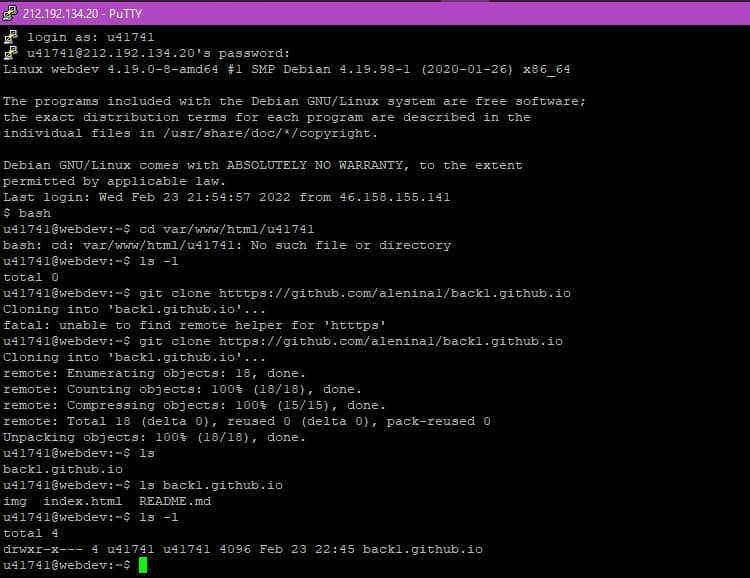 212.192.134.20 - PuTTY
login as: u41741
u41741@212.192.134.20's password:
Linux webdev 4.19.0-8-amd64 #1 SMP Debian 4.19.98-1 (2020-01-26) x86_64
The programs included with the Debian GNU/Linux system are free software;
the exact distribution terms for each program are described in the
individual files in /usr/share/doc/*/copyright.
Debian GNU/Linux comes with ABSOLUTELY NO WARRANTY, to the extent
permitted by applicable law.
Last login: Wed Feb 23 21:54:57 2022 from 46.158.155.141
$ bash
u41741@webdev:~$ cd var/www/html/u41741
bash: cd: var/www/html/u41741: No such file or directory
u41741@webdev:~$ ls -l
total 0
u41741@webdev:~$ git clone htttps://github.com/alenina1/back1.github.io
Cloning into 'back1.github.io'...
fatal: unable to find remote helper for 'htttps'
u41741@webdev:~$ git clone https://github.com/alenina1/back1.github.io
Cloning into 'back1.github.io'...
remote: Enumerating objects: 18, done.
remote: Counting objects: 100% (18/18), done.
remote: Compressing objects: 100% (15/15), done.
remote: Total 18 (delta 0), reused 0 (delta 0), pack-reused 0
Unpacking objects: 100% (18/18), done.
u41741@webdev:~$ ls
back1.github.io
u41741@webdev:~$ ls back1.github.io
img  index.html  README.md
u41741@webdev:~$ ls -l
total 4
drwxr-x--- 4 u41741 u41741 4096 Feb 23 22:45 back1.github.io
u41741@webdev:~$